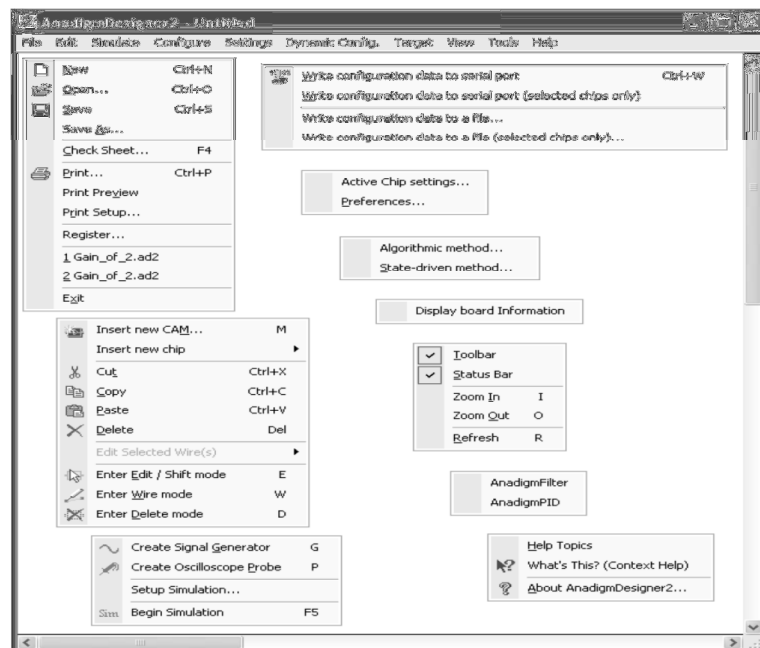 AnadigmDesigner2 - Untitled
File Edit Simulate Configure Settings Dynamic Config. Target View Tools Help
New Ctrl+N
Open... Ctrl+O
Save Ctrl+S
Save As...
Check Sheet... F4
Print... Ctrl+P
Print Preview
Print Setup...
Register...
1 Gain_of_2.ad2
2 Gain_of_2.ad2
Exit
Write configuration data to serial port Ctrl+W
Write configuration data to serial port (selected chips only)
Write configuration data to a file...
Write configuration data to a file (selected chips only)...
Active Chip settings...
Preferences...
Algorithmic method...
State-driven method...
Display board Information
Insert new CAM... M
Insert new chip
Cut Ctrl+X
Copy Ctrl+C
Paste Ctrl+V
Delete Del
Edit Selected Wire(s)
Enter Edit / Shift mode E
Enter Wire mode W
Enter Delete mode D
Toolbar
Status Bar
Zoom In I
Zoom Out O
Refresh R
AnadigmFilter
AnadigmPID
Create Signal Generator G
Create Oscilloscope Probe P
Setup Simulation...
Sim Begin Simulation F5
Help Topics
What's This? (Context Help)
About AnadigmDesigner2...